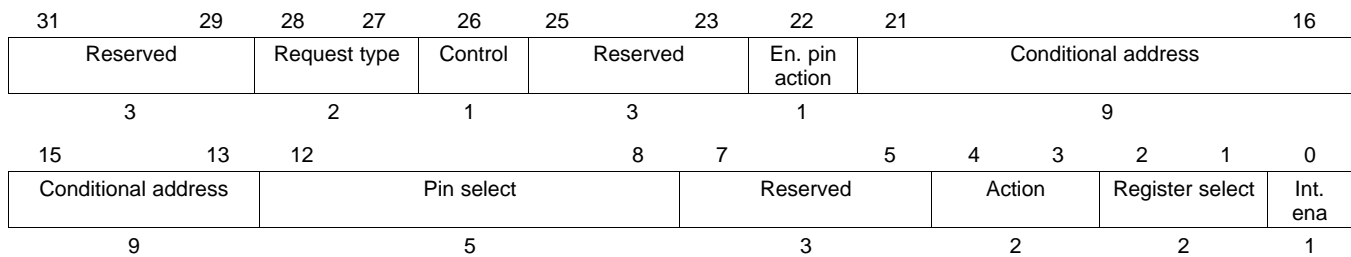 31 29 28 27 26 25 23 22 21 16
Reserved Request type Control Reserved En. pin action Conditional address
3 2 1 3 1 9
15 13 12 8 7 5 4 3 2 1 0
Conditional address Pin select Reserved Action Register select Int. ena
9 5 3 2 2 1